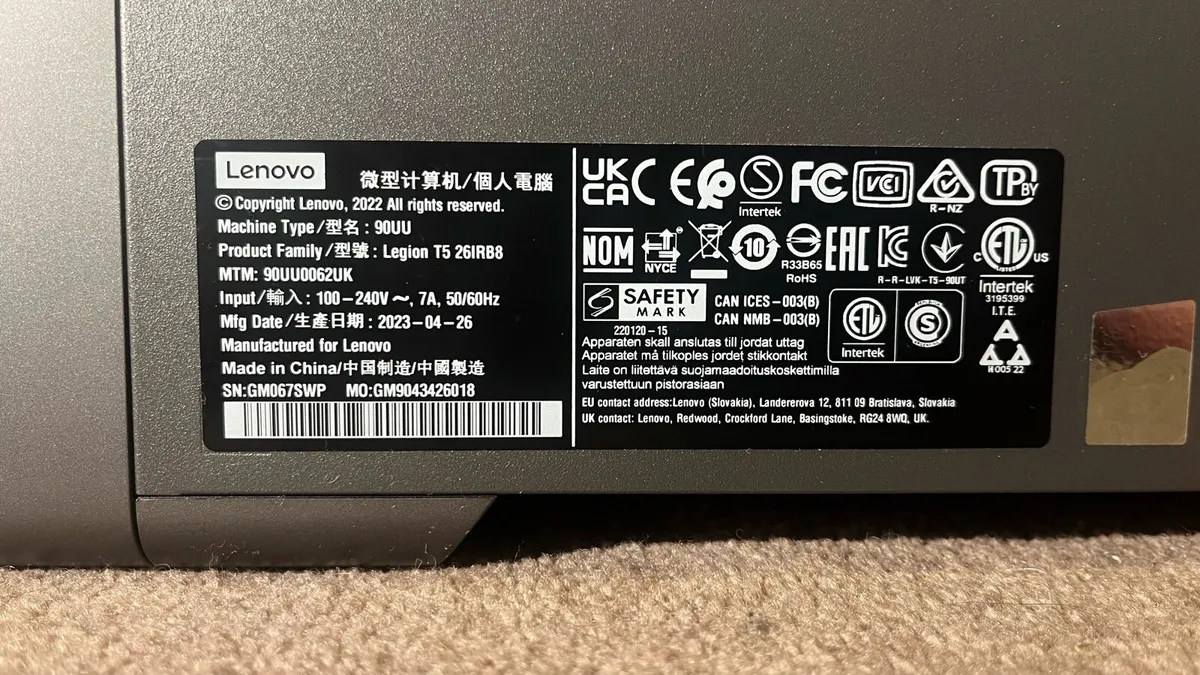 Lenovo
微型计算机/個人電腦
©Copyright Lenovo, 2022 All rights reserved.
Machine Type/型名 : 90UU
Product Family/型號 : Legion T5 26IRB8
MTM: 90UU0062UK
Input/輸入 : 100-240V ~, 7A, 50/60Hz
Mfg Date/生產日期 : 2023-04-26
Manufactured for Lenovo
Made in China/中国制造/中國製造
SN:GM067SWP MO:GM9043426018
UK CA CE S FC VCI TP BY
Intertek
R-NZ
NOM NYCE 10 R33B65 RoHS EAC KC C ETL US
R-R-LVK-T5-90UT
Intertek
3195399
I.T.E.
S SAFETY MARK
CAN ICES-003(B)
CAN NMB-003(B)
220120-15
ETL Intertek S
H005 22
Apparaten skall anslutas till jordat uttag
Apparatet må tilkoples jordet stikkontakt
Laite on liitettävä suojamaadoituskoskettimilla
varustettuun pistorasiaan
EU contact address:Lenovo (Slovakia), Landererova 12, 811 09 Bratislava, Slovakia
UK contact: Lenovo, Redwood, Crockford Lane, Basingstoke, RG24 8WQ, UK.